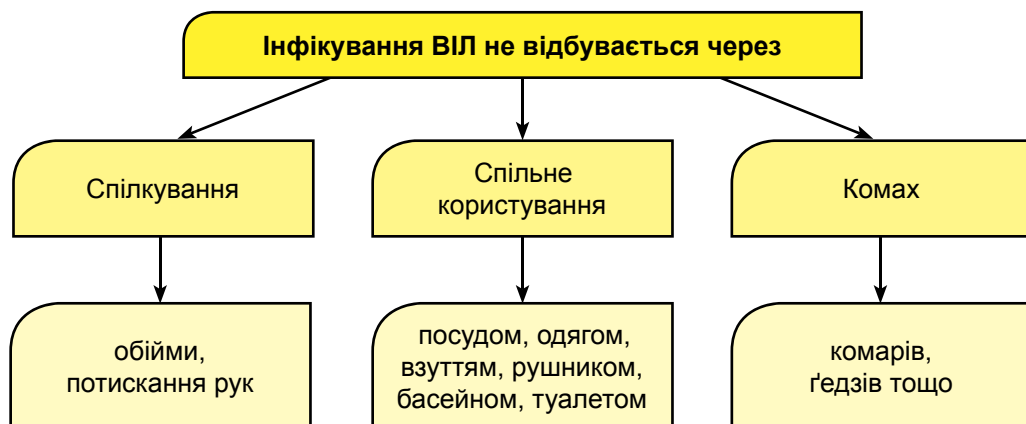 Інфікування ВІЛ не відбувається через
Спілкування
Спільне
користування
Комах
обійми,
потискання рук
посудом, одягом,
взуттям, рушником,
басейном, туалетом
комарів,
ґедзів тощо